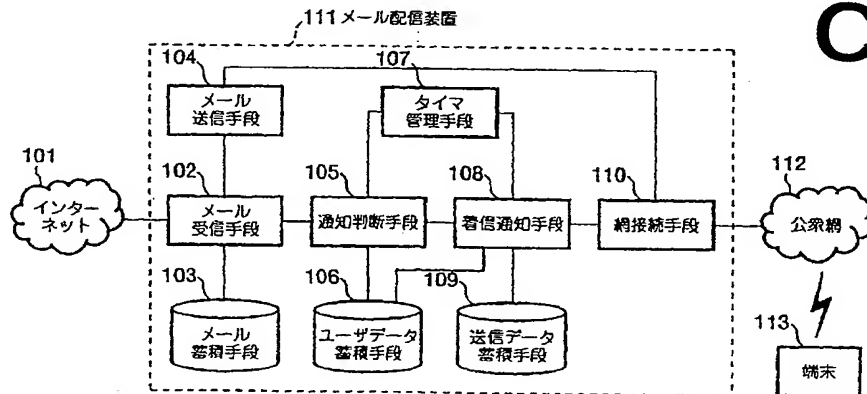 111 メール配信装置
C
104
メール
送信手段
107
タイマ
管理手段
101
インター
ネット
102
メール
受信手段
105
通知判断手段
108
着信通知手段
110
網接続手段
112
公衆網
103
メール
蓄積手段
106
ユーザデータ
蓄積手段
109
送信データ
蓄積手段
113
端末